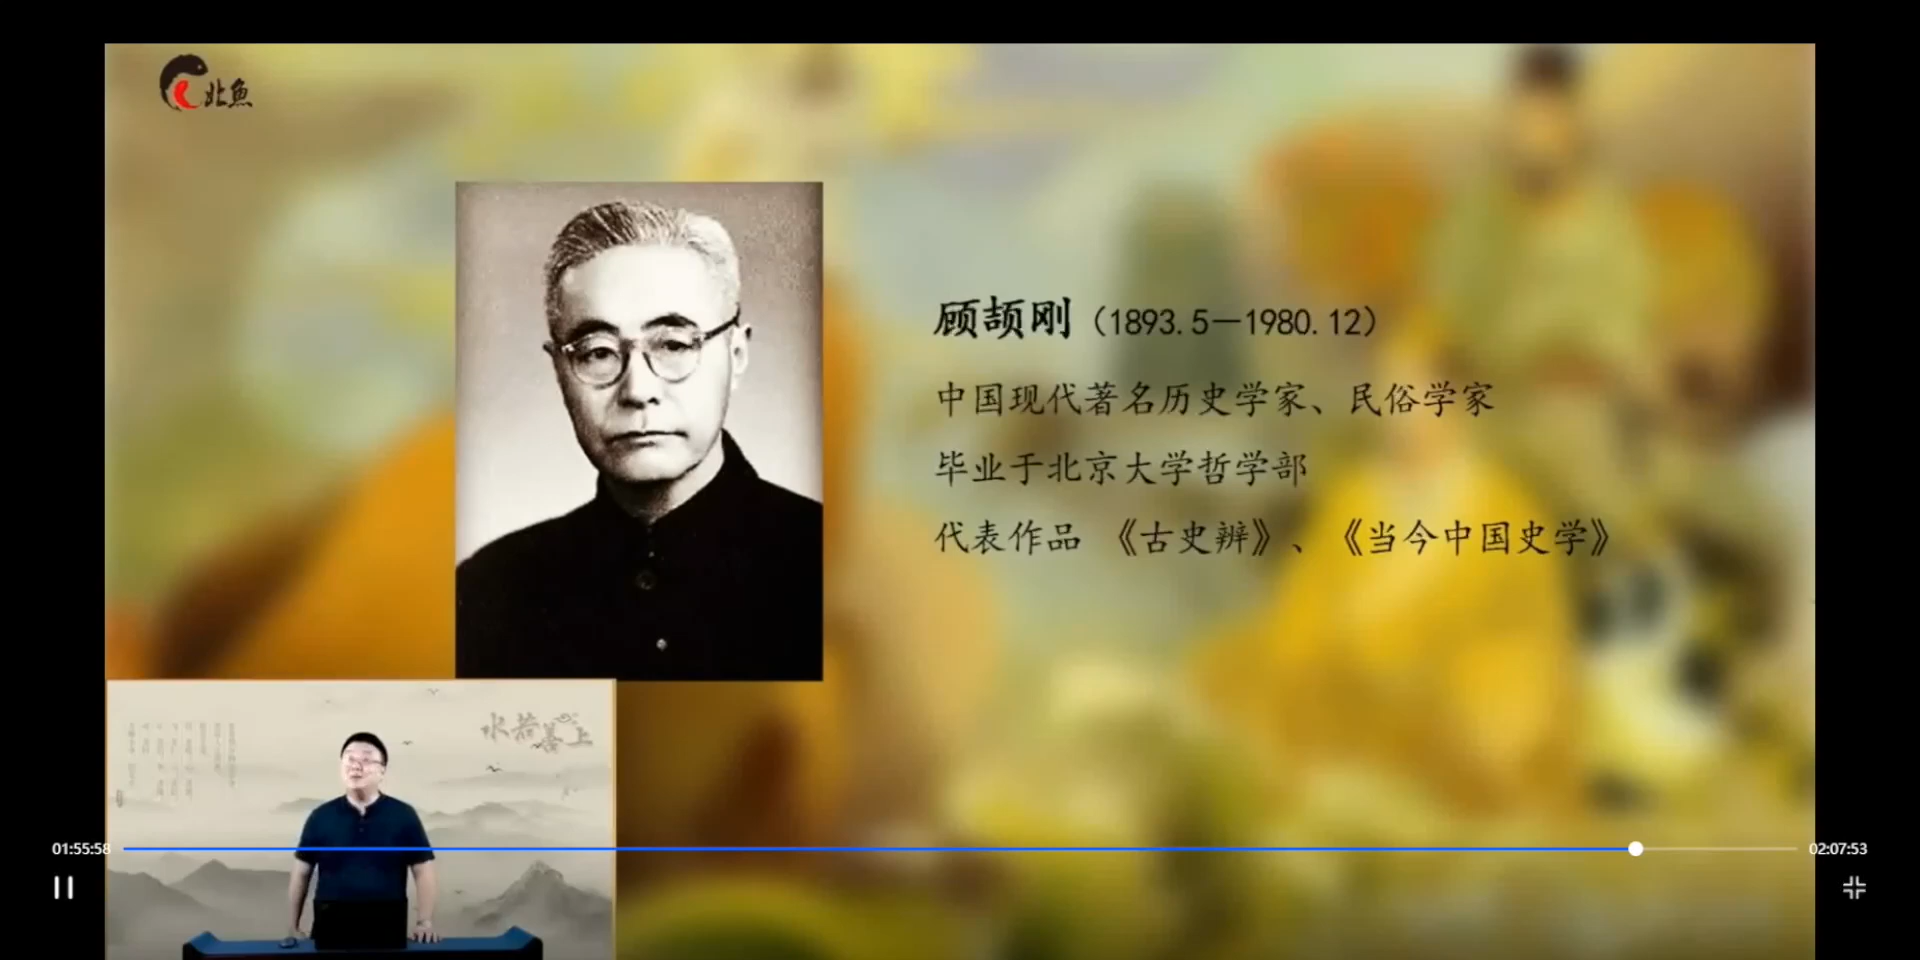 北魚
顾颉刚（1893.5—1980.12）
中国现代著名历史学家、民俗学家
毕业于北京大学哲学部
代表作品 《古史辨》、《当今中国史学》
水若善上
01:55:58
02:07:53